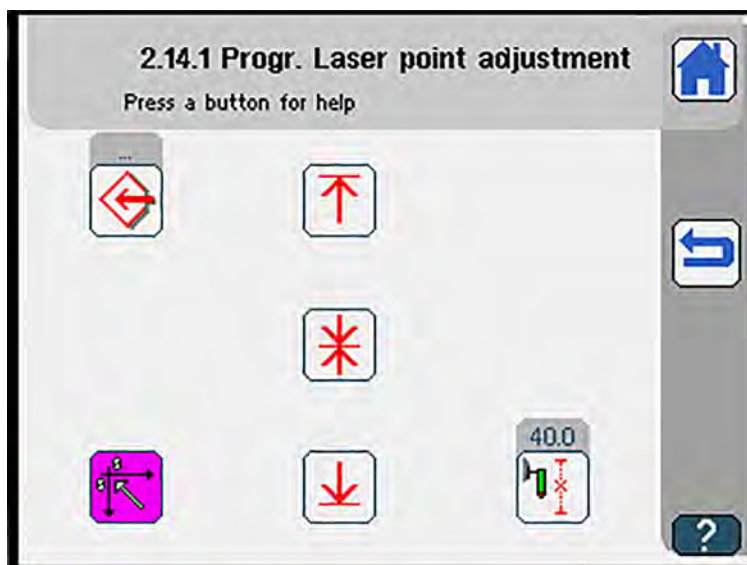 2.14.1 Progr. Laser point adjustment
Press a button for help
...
40.0
?